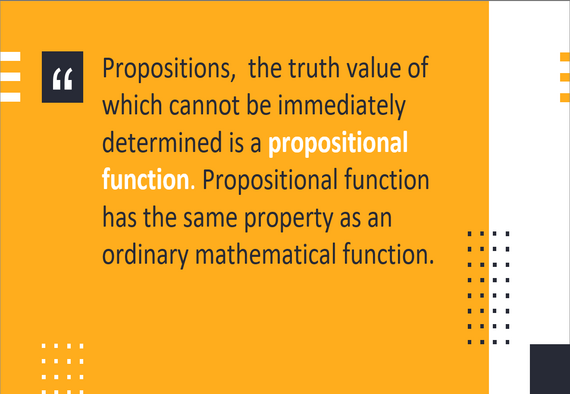 “
Propositions,  the truth value of
which cannot be immediately
determined is a propositional
function. Propositional function
has the same property as an
ordinary mathematical function.